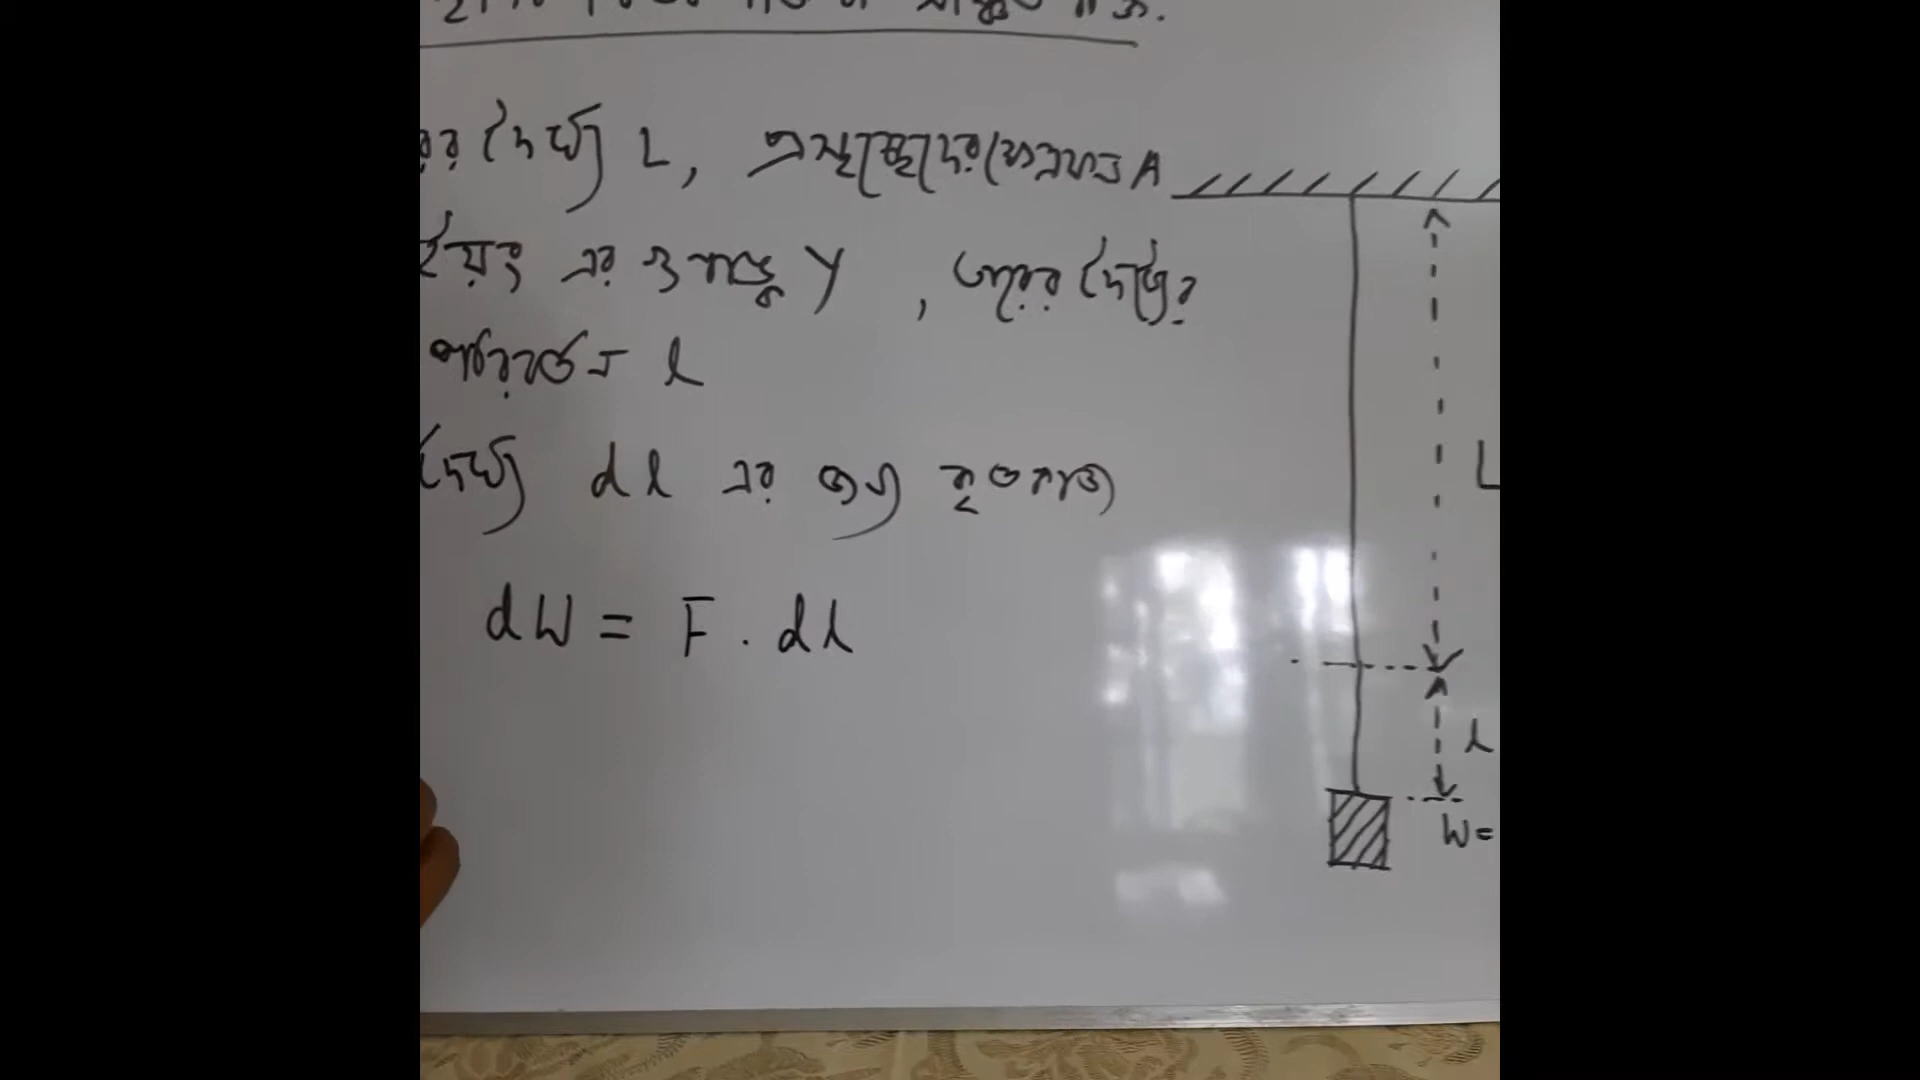 রের দৈর্ঘ্য L, প্রস্থচ্ছেদের ক্ষেত্রফল A
ইয়ং এর গুণাঙ্ক Y, তারের দৈর্ঘ্যের
পরিবর্তন l
দৈর্ঘ্য dl এর জন্য কৃতকাজ
dW = F . dl
L
l
W=